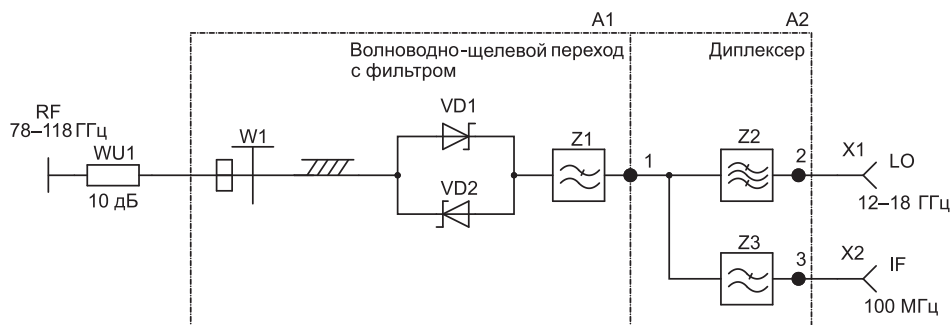 A1
A2
Волноводно-щелевой переход
с фильтром
Диплексер
RF
78–118 ГГц
WU1
10 дБ
W1
VD1
VD2
Z1
1
Z2
2
X1
LO
12–18 ГГц
Z3
3
X2
IF
100 МГц